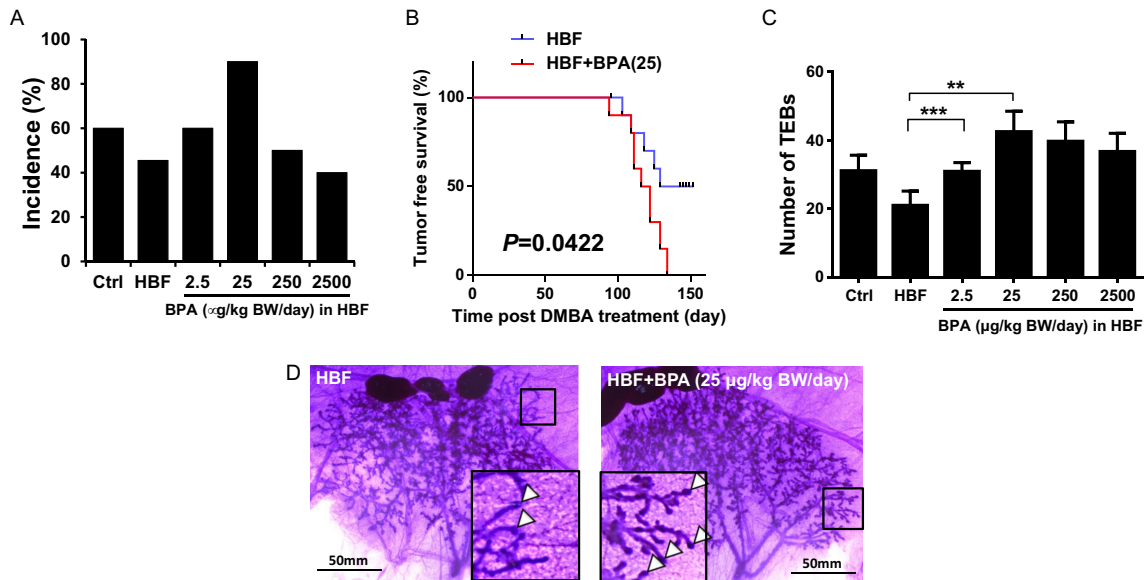 A
100
80
60
40
20
0
Incidence (%)
Ctrl HBF 2.5 25 250 2500
BPA (αg/kg BW/day) in HBF
B
HBF
HBF+BPA(25)
100
50
0
Tumor free survival (%)
P=0.0422
0 50 100 150
Time post DMBA treatment (day)
C
60
40
20
0
Number of TEBs
**
***
Ctrl HBF 2.5 25 250 2500
BPA (µg/kg BW/day) in HBF
D
HBF
50mm
HBF+BPA (25 µg/kg BW/day)
50mm